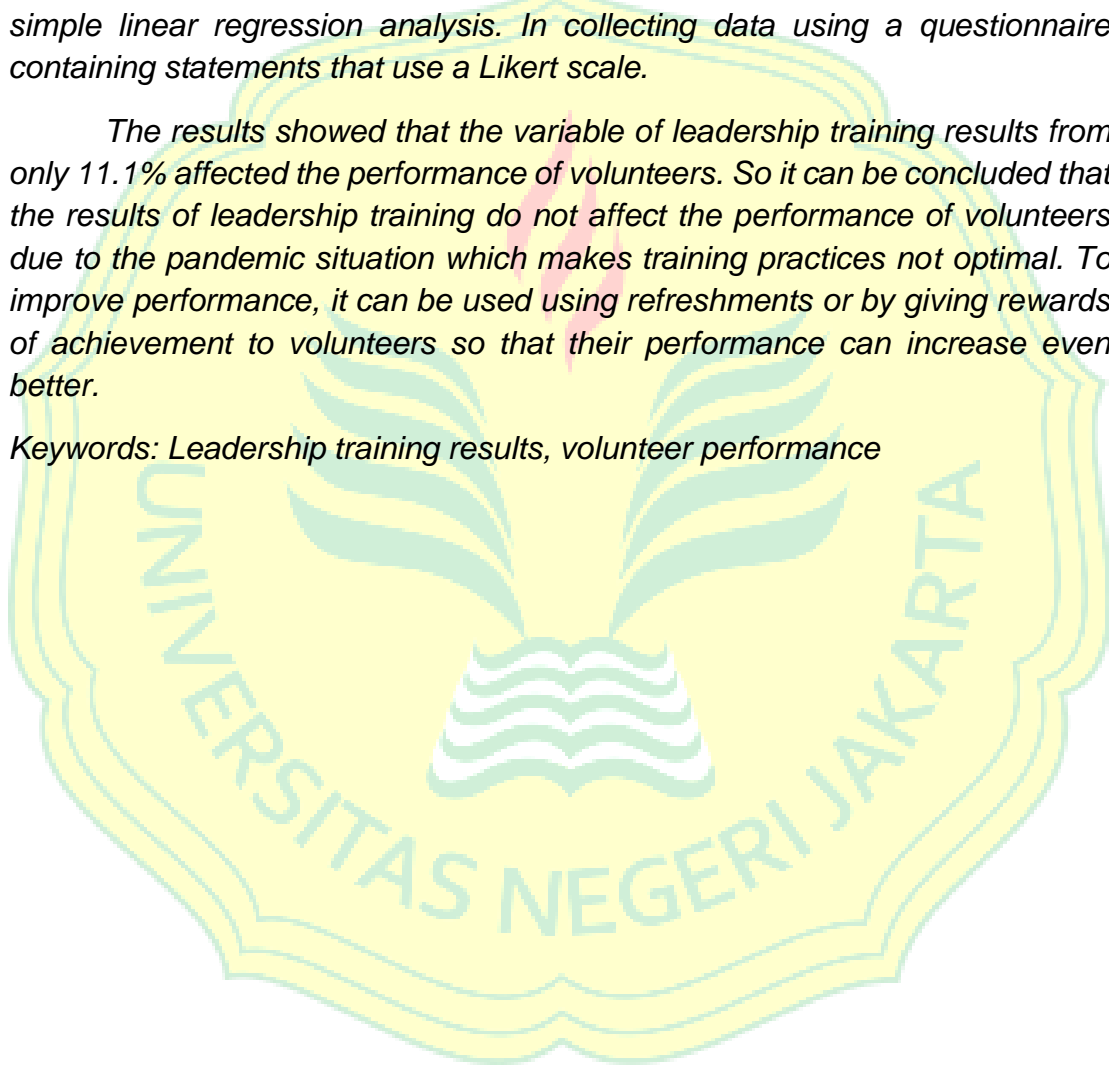 simple linear regression analysis. In collecting data using a questionnaire
containing statements that use a Likert scale.
The results showed that the variable of leadership training results from
only 11.1% affected the performance of volunteers. So it can be concluded that
the results of leadership training do not affect the performance of volunteers
due to the pandemic situation which makes training practices not optimal. To
improve performance, it can be used using refreshments or by giving rewards
of achievement to volunteers so that their performance can increase even
better.
Keywords: Leadership training results, volunteer performance
UNIVERSITAS NEGERI JAKARTA